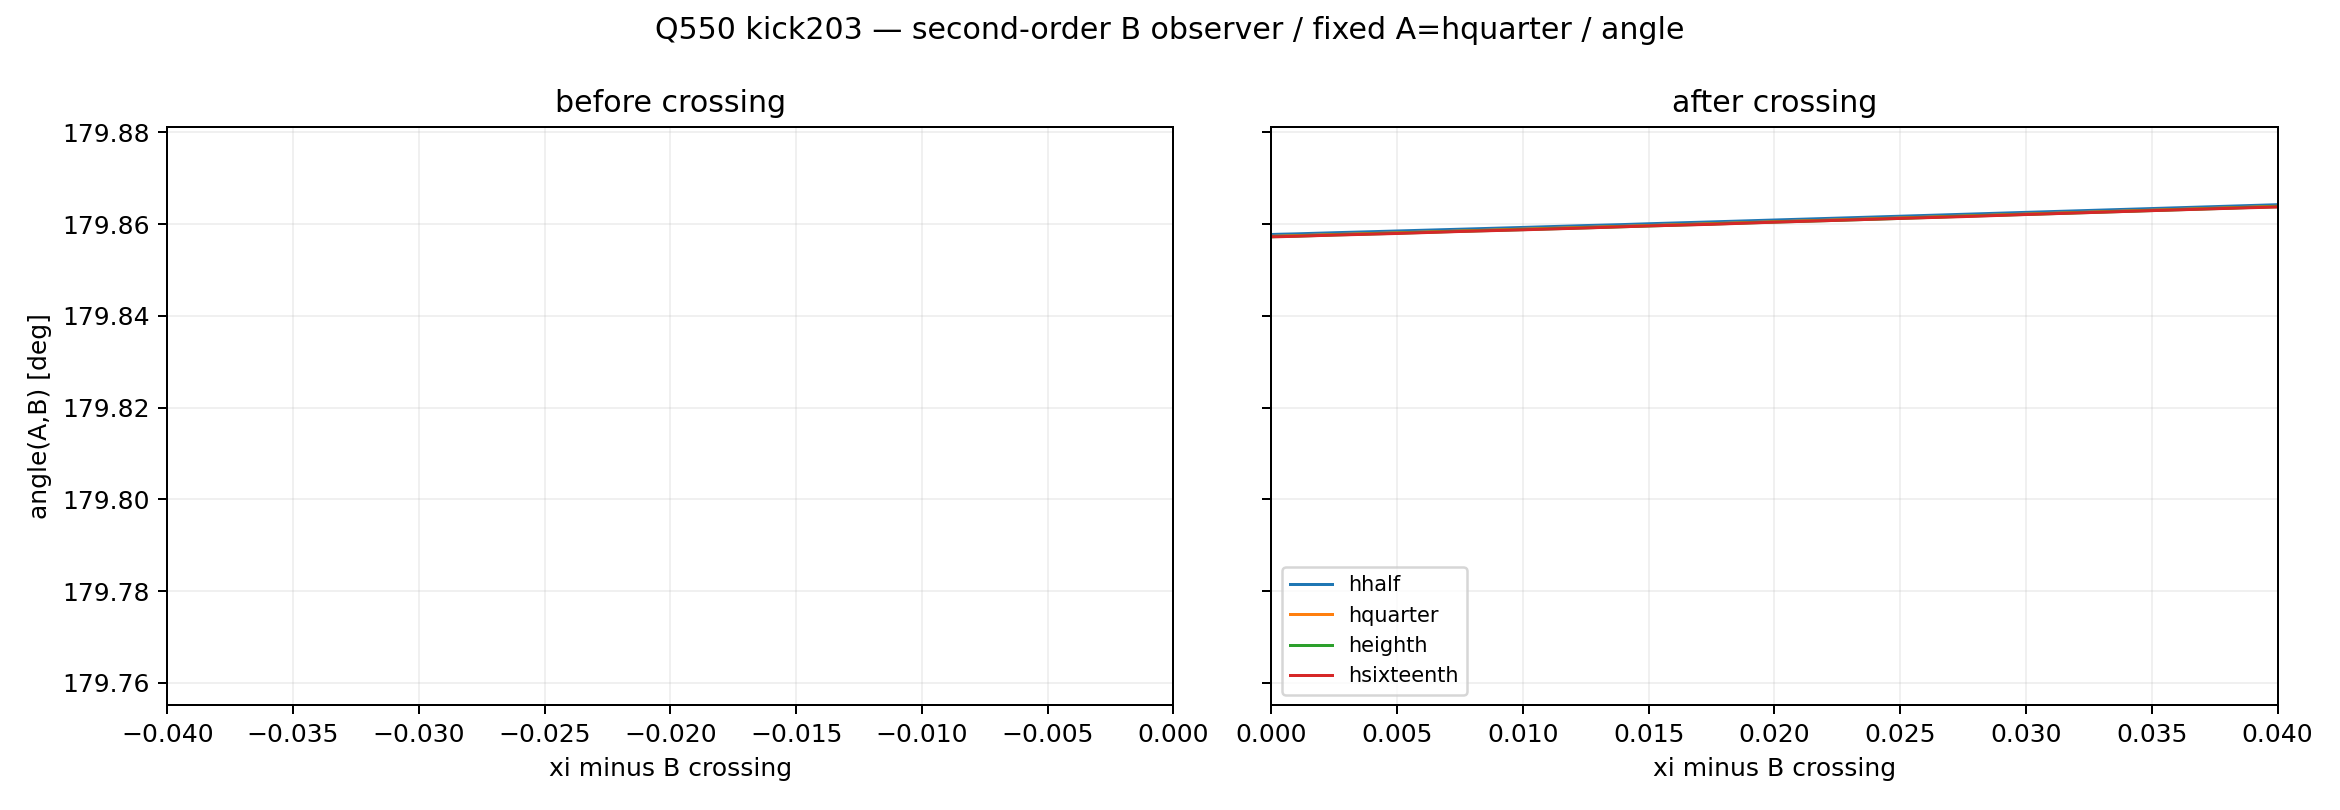 Q550 kick203 — second-order B observer / fixed A=hquarter / angle
before crossing
after crossing
angle(A,B) [deg]
179.88
179.86
179.84
179.82
179.80
179.78
179.76
−0.040 −0.035 −0.030 −0.025 −0.020 −0.015 −0.010 −0.005 0.000
xi minus B crossing
hhalf
hquarter
heighth
hsixteenth
0.000 0.005 0.010 0.015 0.020 0.025 0.030 0.035 0.040
xi minus B crossing